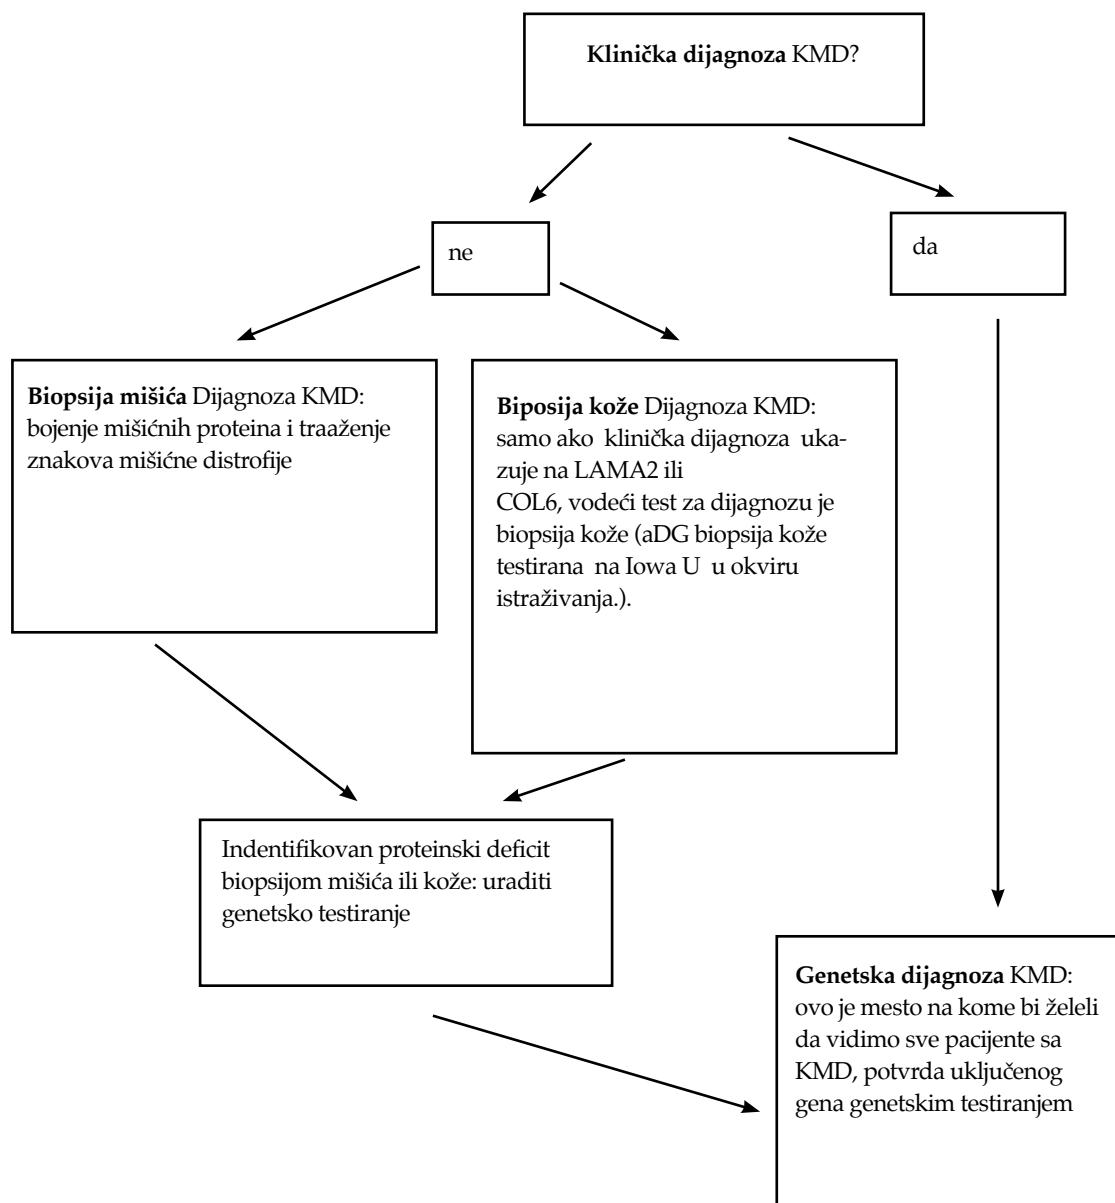 Klinička dijagnoza KMD?
ne
da
Biopsija mišića Dijagnoza KMD:
bojenje mišićnih proteina i traaženje
znakova mišićne distrofije
Biposija kože Dijagnoza KMD:
samo ako klinička dijagnoza uka-
zuje na LAMA2 ili
COL6, vodeći test za dijagnozu je
biopsija kože (aDG biopsija kože
testirana na Iowa U u okviru
istraživanja.).
Indentifikovan proteinski deficit
biopsijom mišića ili kože: uraditi
genetsko testiranje
Genetska dijagnoza KMD:
ovo je mesto na kome bi želeli
da vidimo sve pacijente sa
KMD, potvrda uključenog
gena genetskim testiranjem